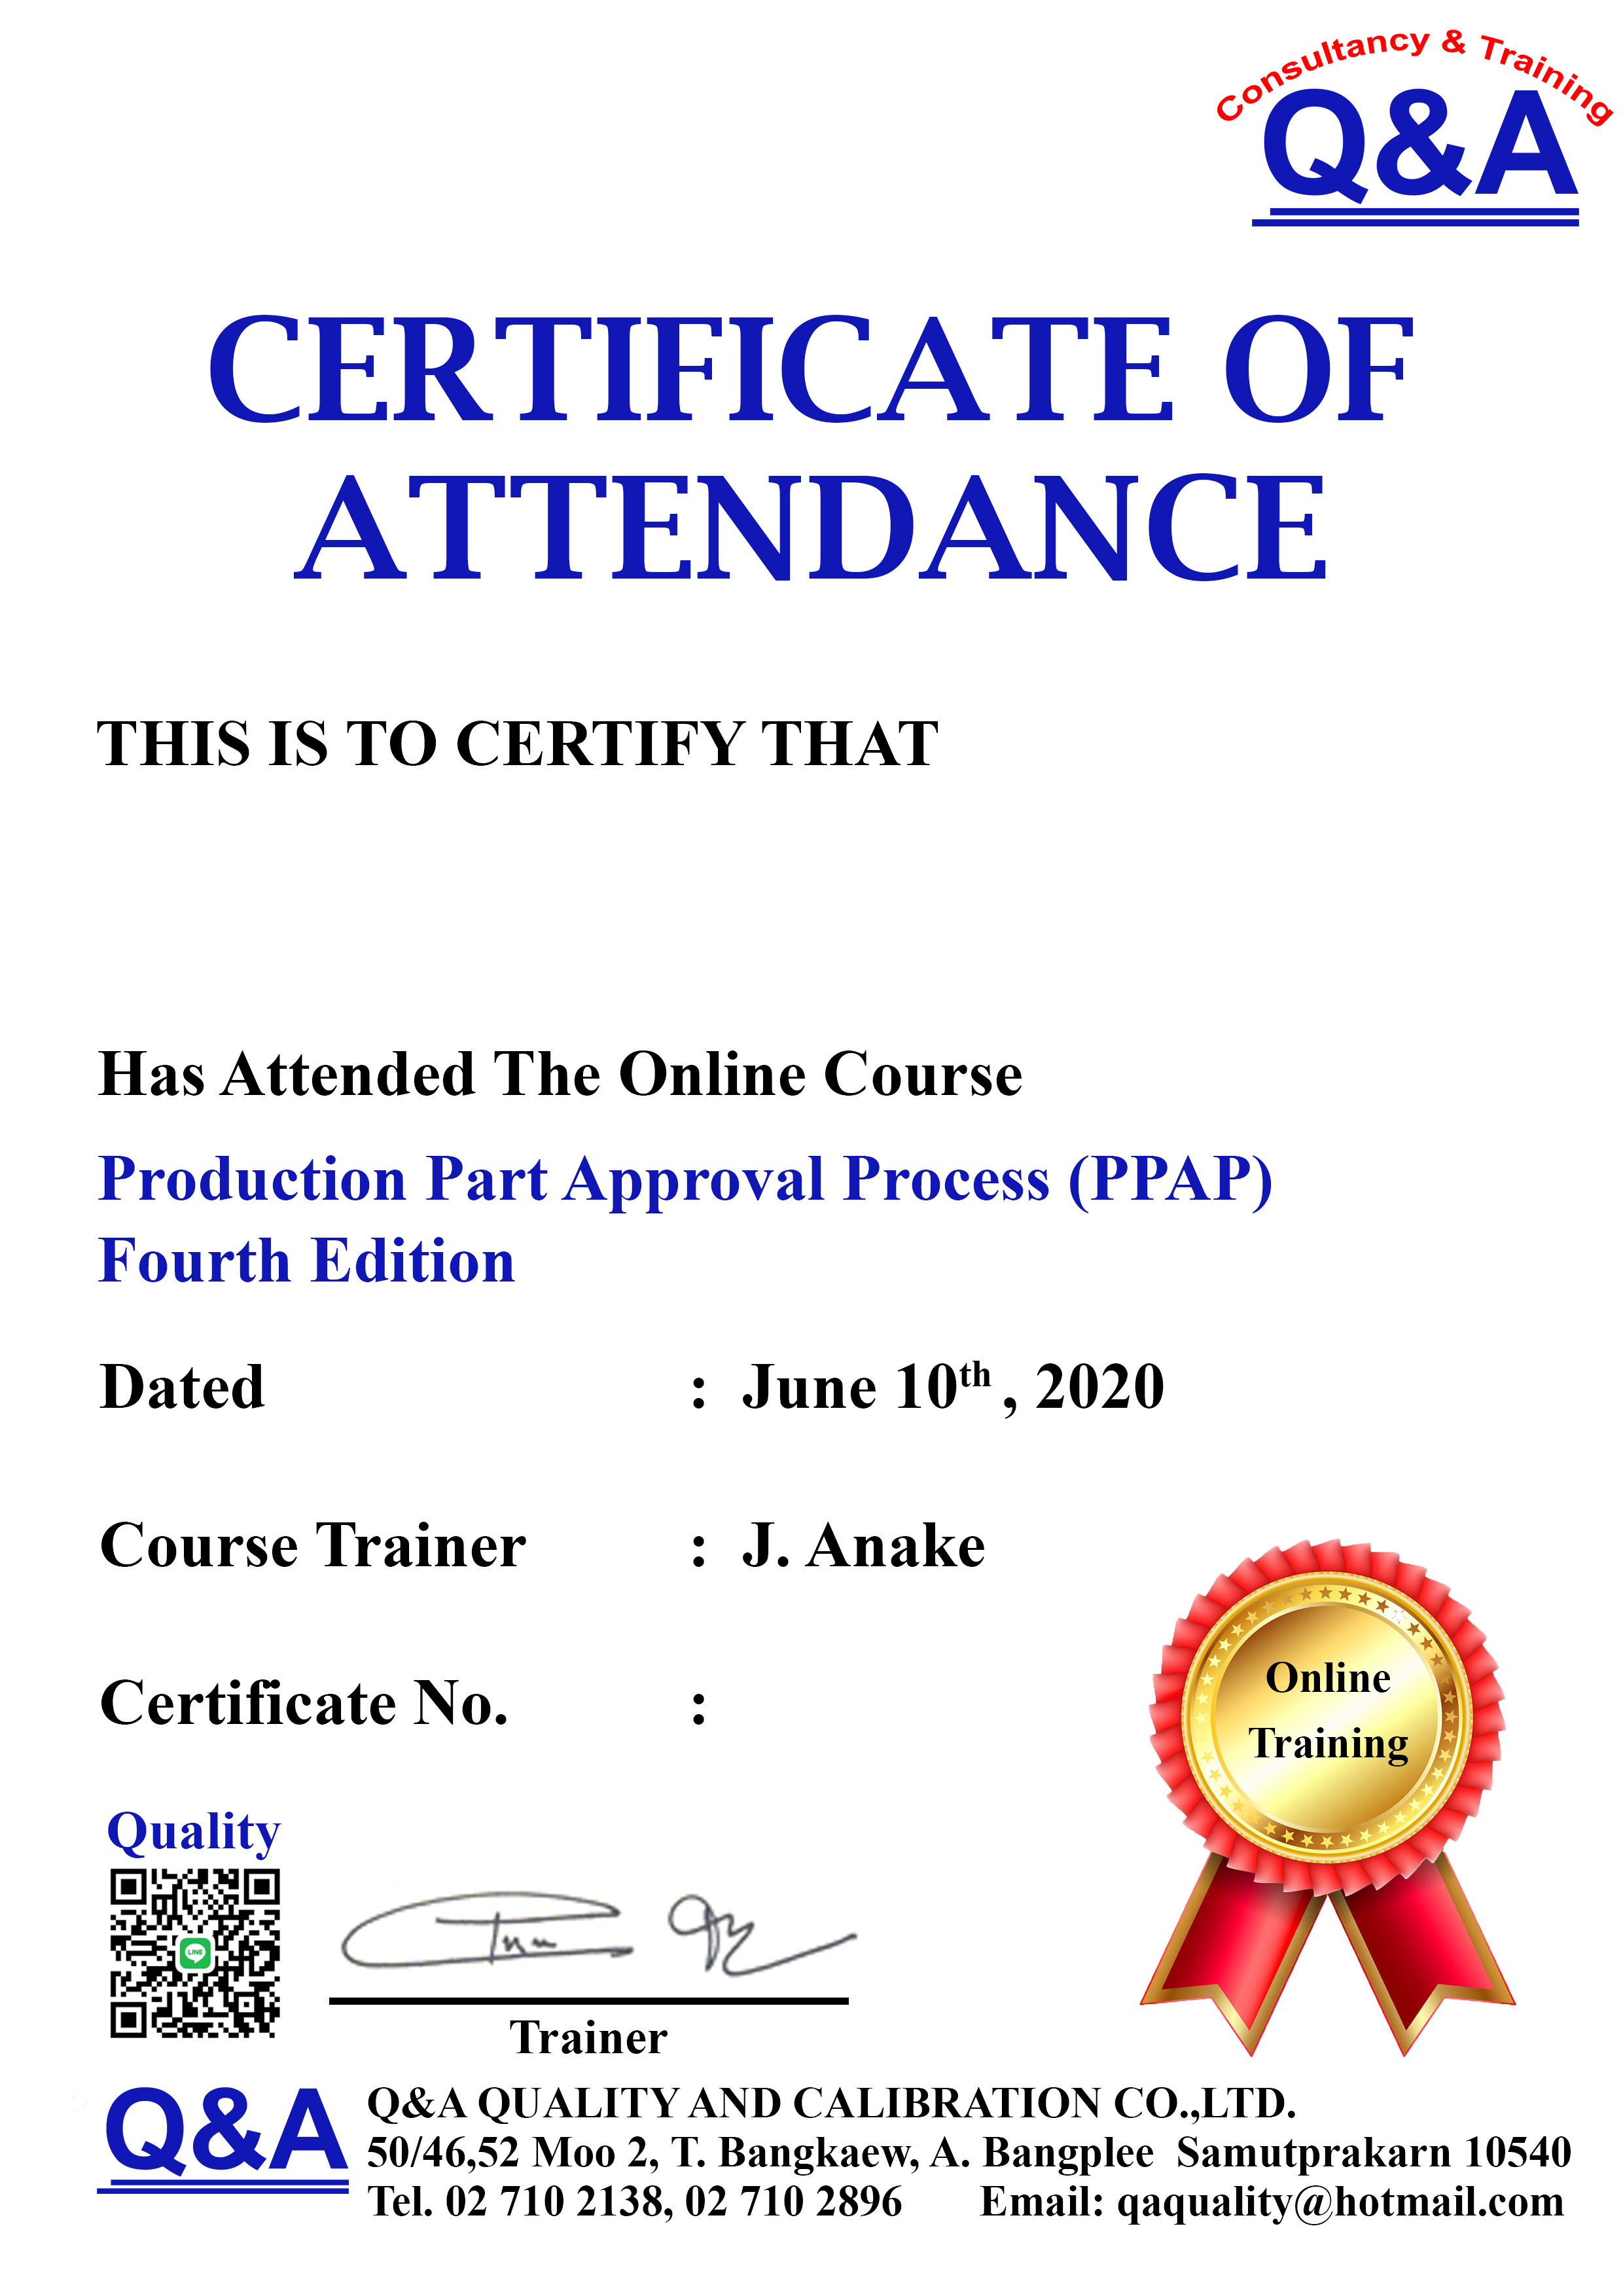 Consultancy & Training
Q&A
CERTIFICATE OF
ATTENDANCE
THIS IS TO CERTIFY THAT
Has Attended The Online Course
Production Part Approval Process (PPAP)
Fourth Edition
Dated : June 10th , 2020
Course Trainer : J. Anake
Certificate No. :
Online
Training
Quality
LINE
Trainer
Q&A
Q&A QUALITY AND CALIBRATION CO.,LTD.
50/46,52 Moo 2, T. Bangkaew, A. Bangplee Samutprakarn 10540
Tel. 02 710 2138, 02 710 2896 Email: qaquality@hotmail.com